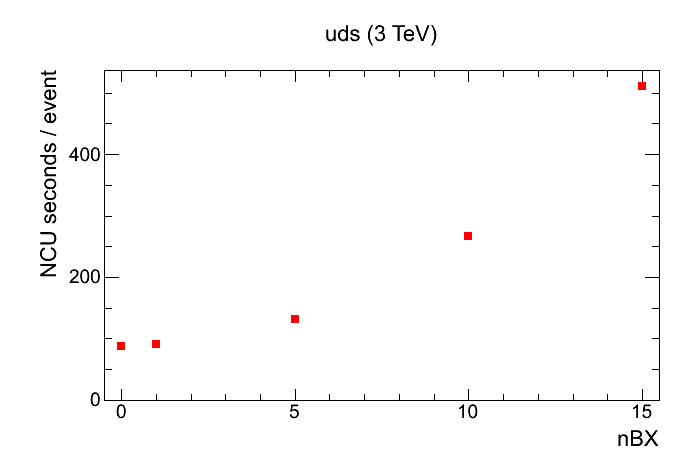 uds (3 TeV)
NCU seconds / event
400
200
0
0 5 10 15
nBX